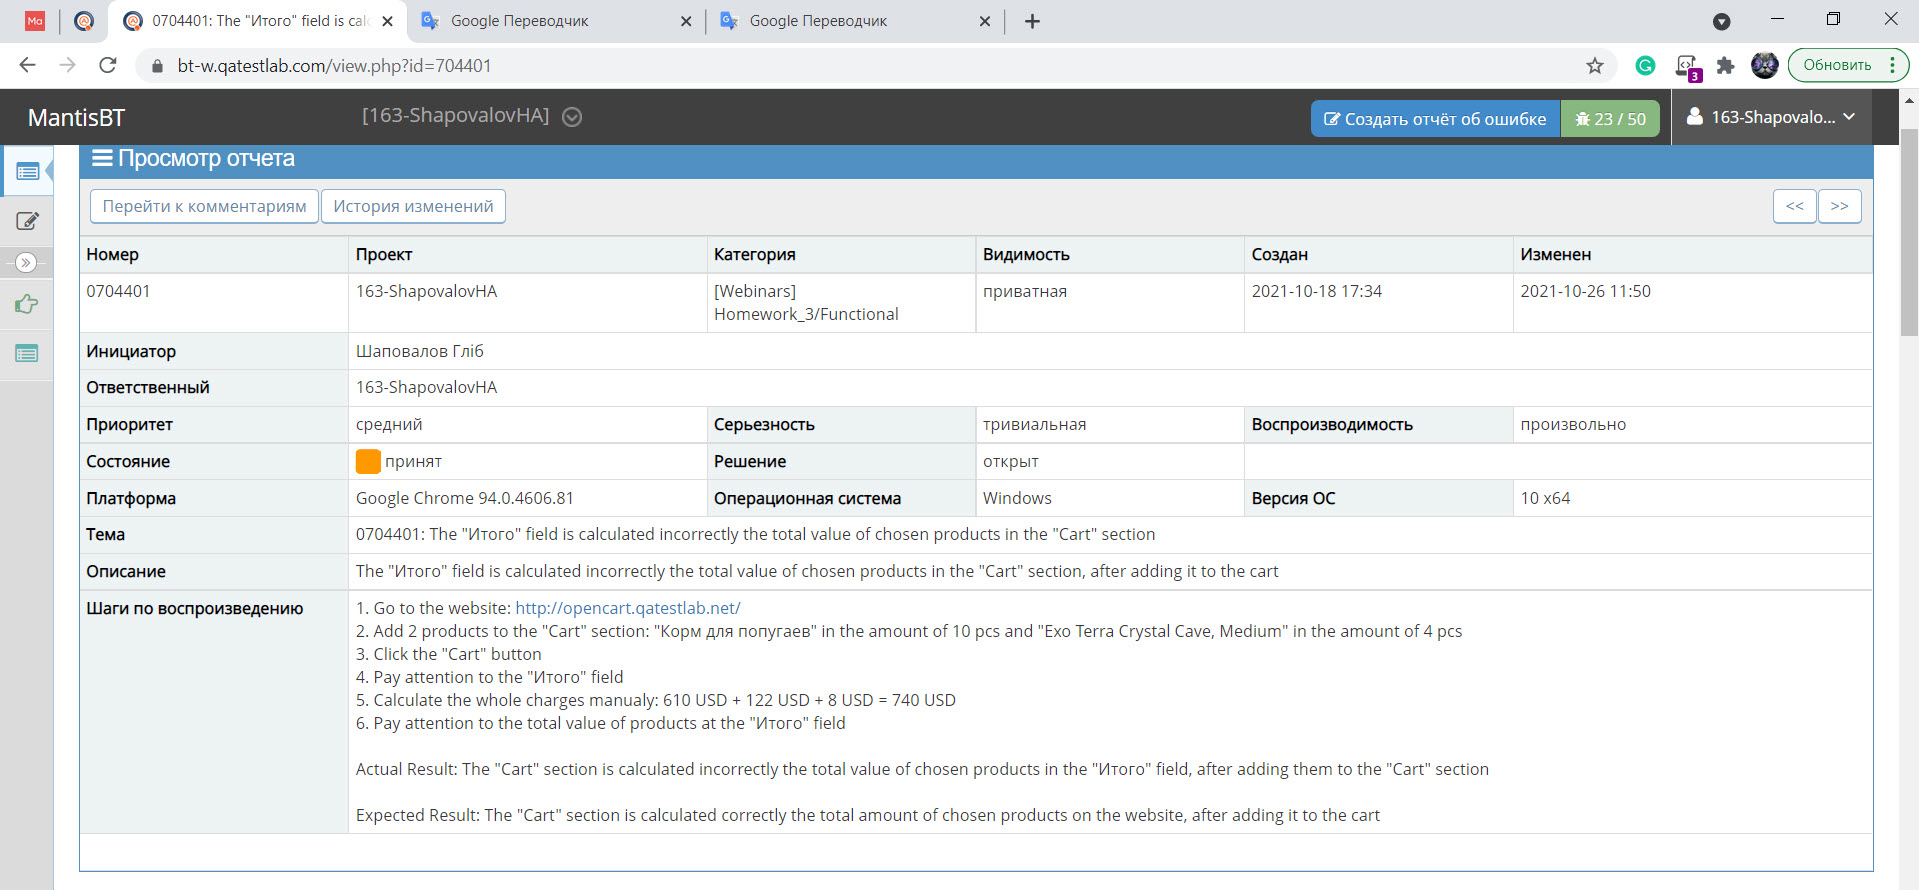 Ma
0704401: The "Итого" field is calc
Google Переводчик
Google Переводчик
bt-w.qatestlab.com/view.php?id=704401
3
Обновить
MantisBT
[163-ShapovalovHA]
Создать отчёт об ошибке
23 / 50
163-Shapovalo...
Просмотр отчета
Перейти к комментариям
История изменений
<<
>>
Номер Проект Категория Видимость Создан Изменен
0704401 163-ShapovalovHA [Webinars] приватная 2021-10-18 17:34 2021-10-26 11:50
Homework_3/Functional
Инициатор Шаповалов Гліб
Ответственный 163-ShapovalovHA
Приоритет средний Серьезность тривиальная Воспроизводимость произвольно
Состояние принят Решение открыт
Платформа Google Chrome 94.0.4606.81 Операционная система Windows Версия ОС 10 x64
Тема 0704401: The "Итого" field is calculated incorrectly the total value of chosen products in the "Cart" section
Описание The "Итого" field is calculated incorrectly the total value of chosen products in the "Cart" section, after adding it to the cart
Шаги по воспроизведению 1. Go to the website: http://opencart.qatestlab.net/
2. Add 2 products to the "Cart" section: "Корм для попугаев" in the amount of 10 pcs and "Exo Terra Crystal Cave, Medium" in the amount of 4 pcs
3. Click the "Cart" button
4. Pay attention to the "Итого" field
5. Calculate the whole charges manualy: 610 USD + 122 USD + 8 USD = 740 USD
6. Pay attention to the total value of products at the "Итого" field
Actual Result: The "Cart" section is calculated incorrectly the total value of chosen products in the "Итого" field, after adding them to the "Cart" section
Expected Result: The "Cart" section is calculated correctly the total amount of chosen products on the website, after adding it to the cart